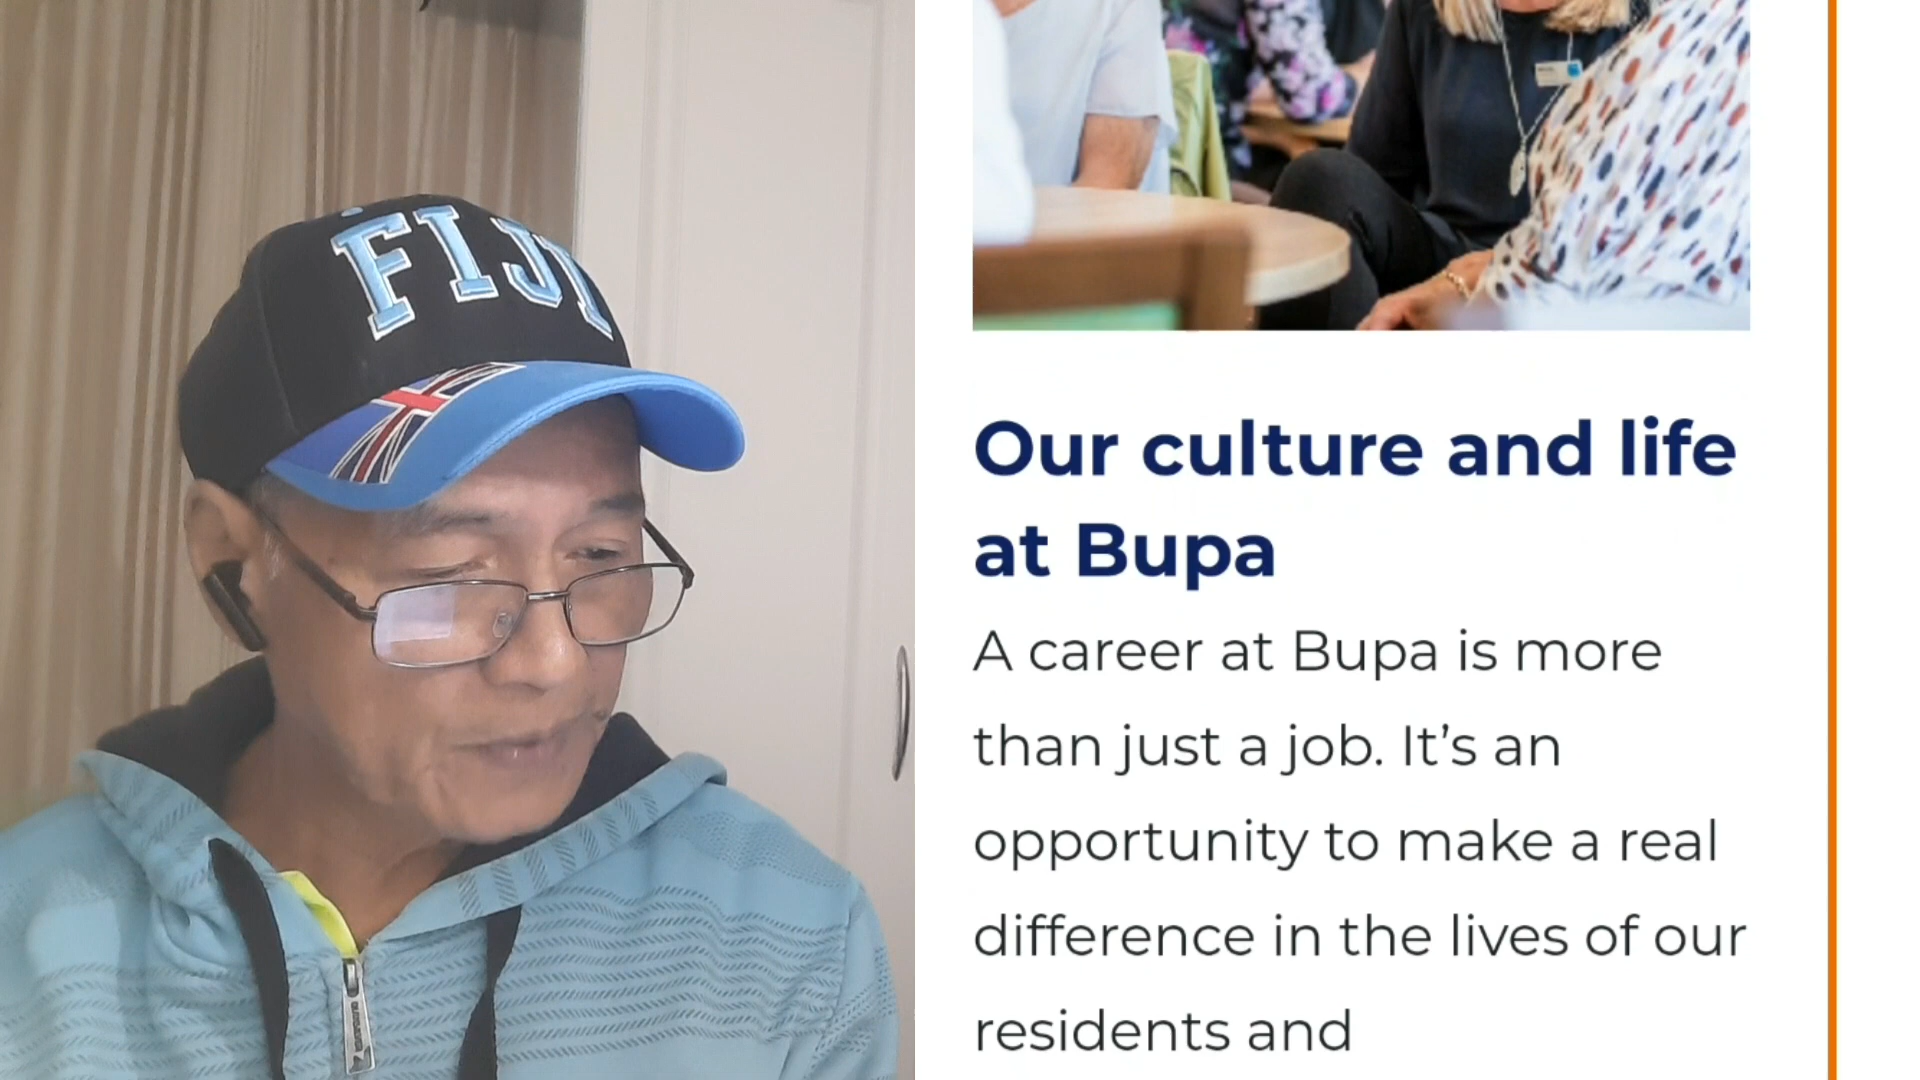 FIJI
Our culture and life
at Bupa
A career at Bupa is more
than just a job. It's an
opportunity to make a real
difference in the lives of our
residents and